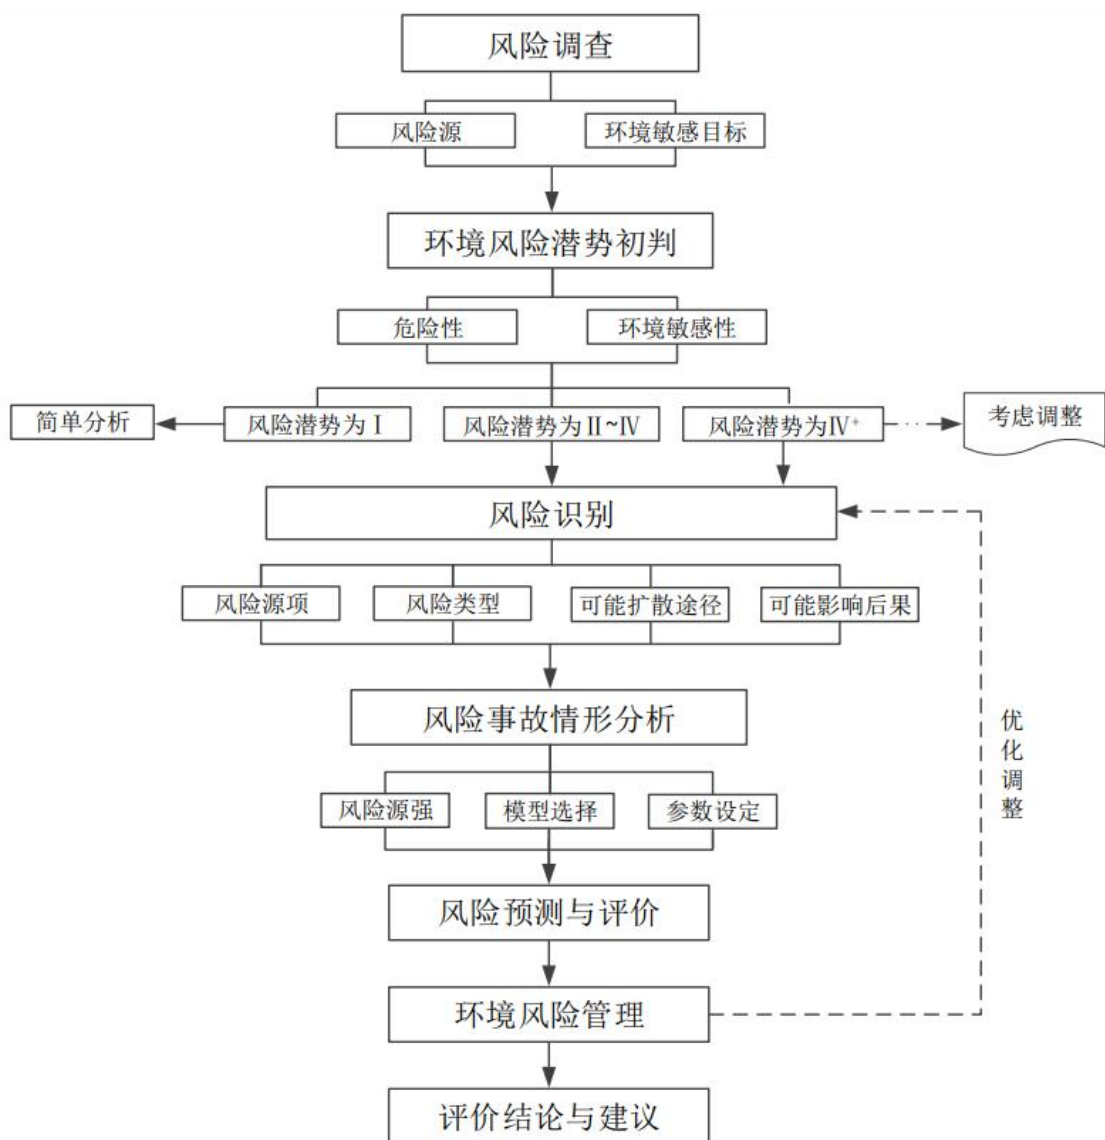 风险调查
风险源
环境敏感目标
环境风险潜势初判
危险性
环境敏感性
简单分析
风险潜势为Ⅰ
风险潜势为Ⅱ~Ⅳ
风险潜势为Ⅳ⁺
考虑调整
风险识别
风险源项
风险类型
可能扩散途径
可能影响后果
风险事故情形分析
优化调整
风险源强
模型选择
参数设定
风险预测与评价
环境风险管理
评价结论与建议